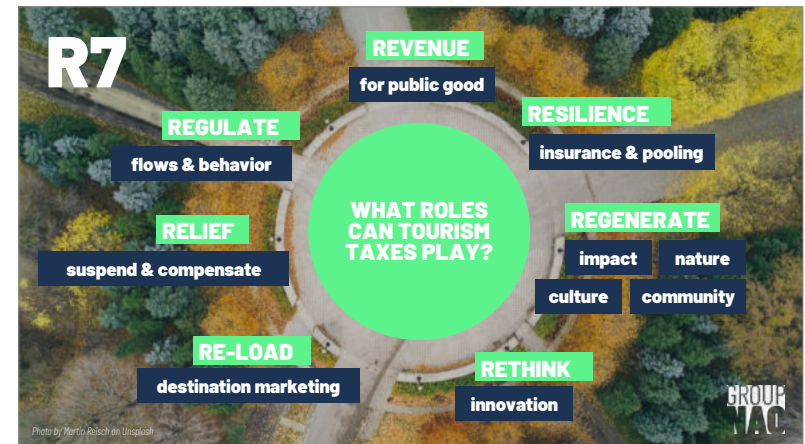 R7
REVENUE
for public good
RESILIENCE
insurance & pooling
REGENERATE
impact
nature
culture
community
RETHINK
innovation
RE-LOAD
destination marketing
RELIEF
suspend & compensate
REGULATE
flows & behavior
WHAT ROLES
CAN TOURISM
TAXES PLAY?
Photo by Martin Reisch on Unsplash
GROUP
NAO